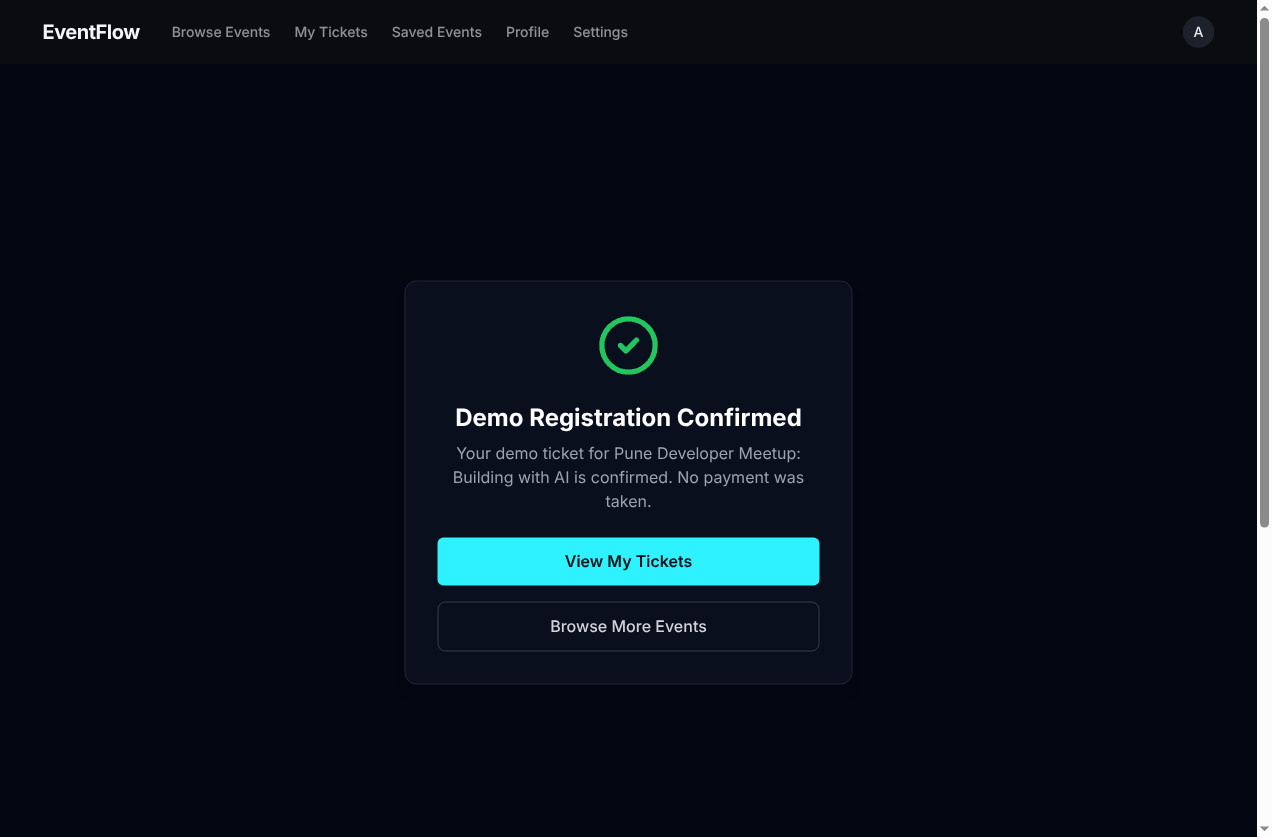 EventFlow Browse Events My Tickets Saved Events Profile Settings A
Demo Registration Confirmed
Your demo ticket for Pune Developer Meetup:
Building with AI is confirmed. No payment was
taken.
View My Tickets
Browse More Events